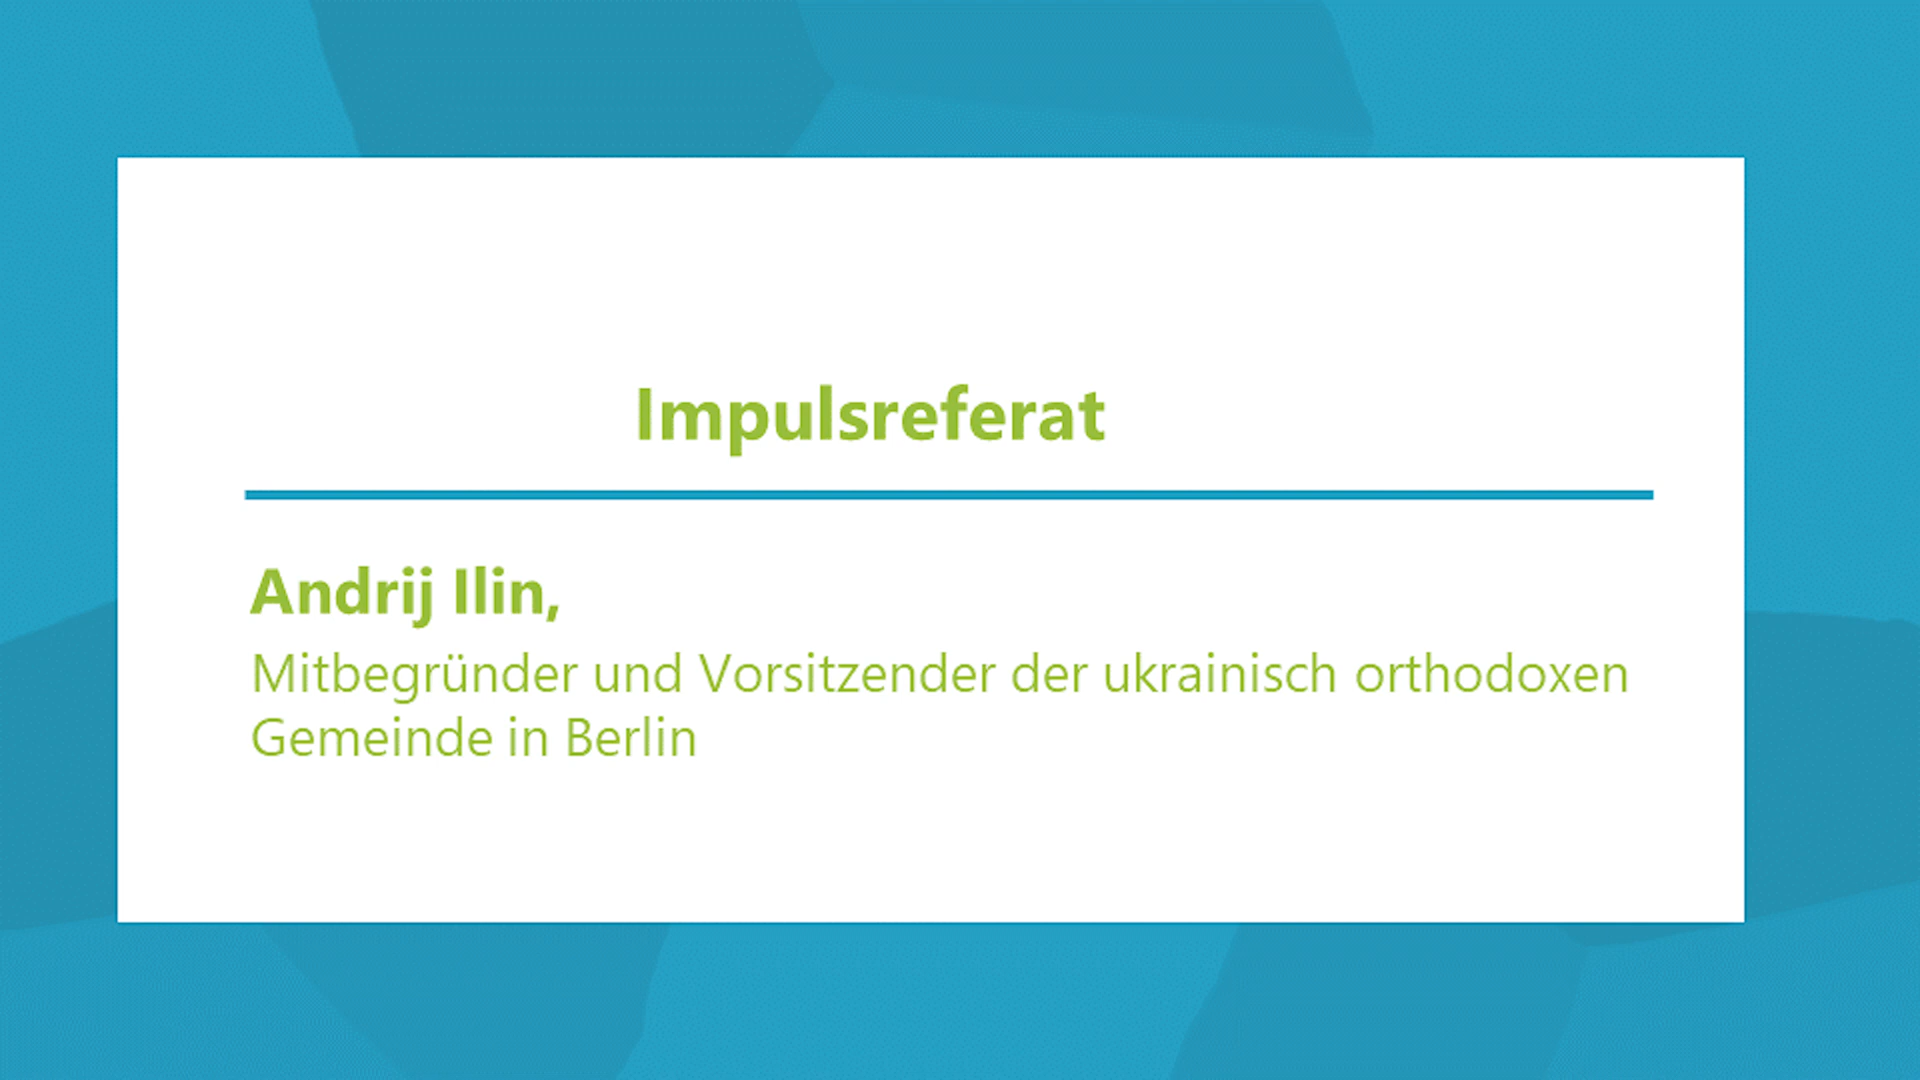 Impulsreferat
Andrij Ilin,
Mitbegründer und Vorsitzender der ukrainisch orthodoxen
Gemeinde in Berlin